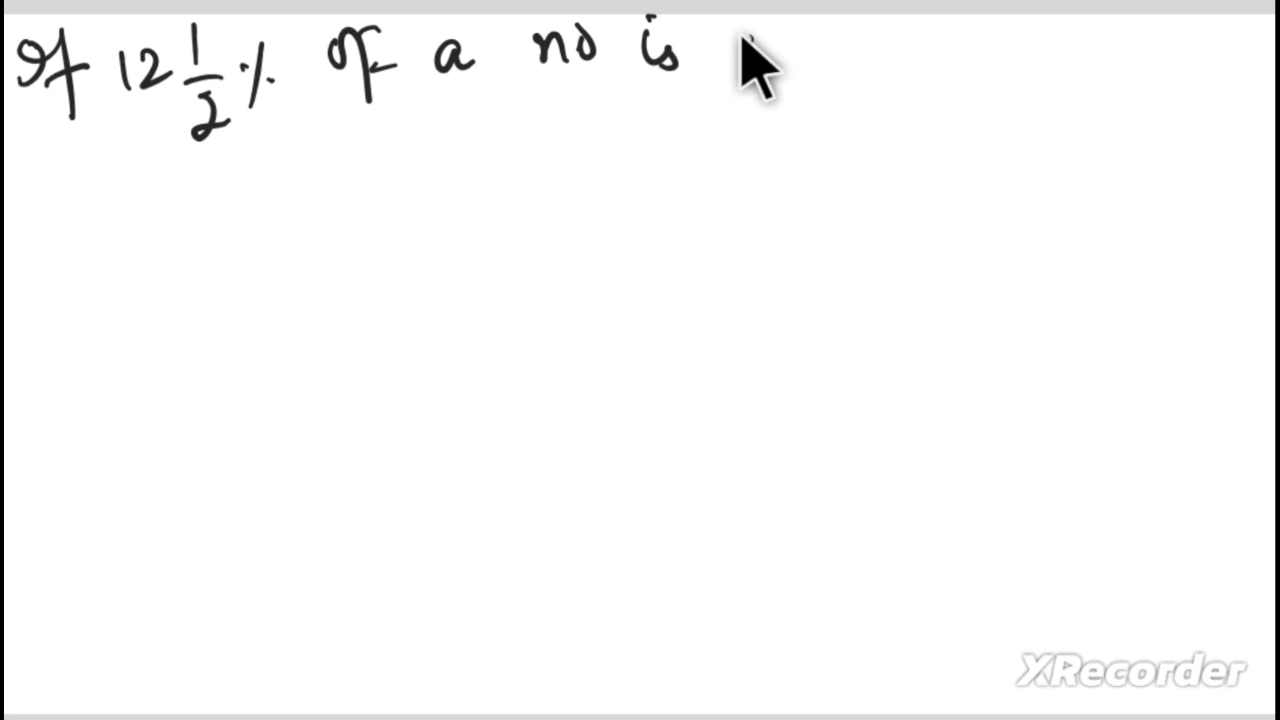 If 12 1/2 % of a no is
XRecorder